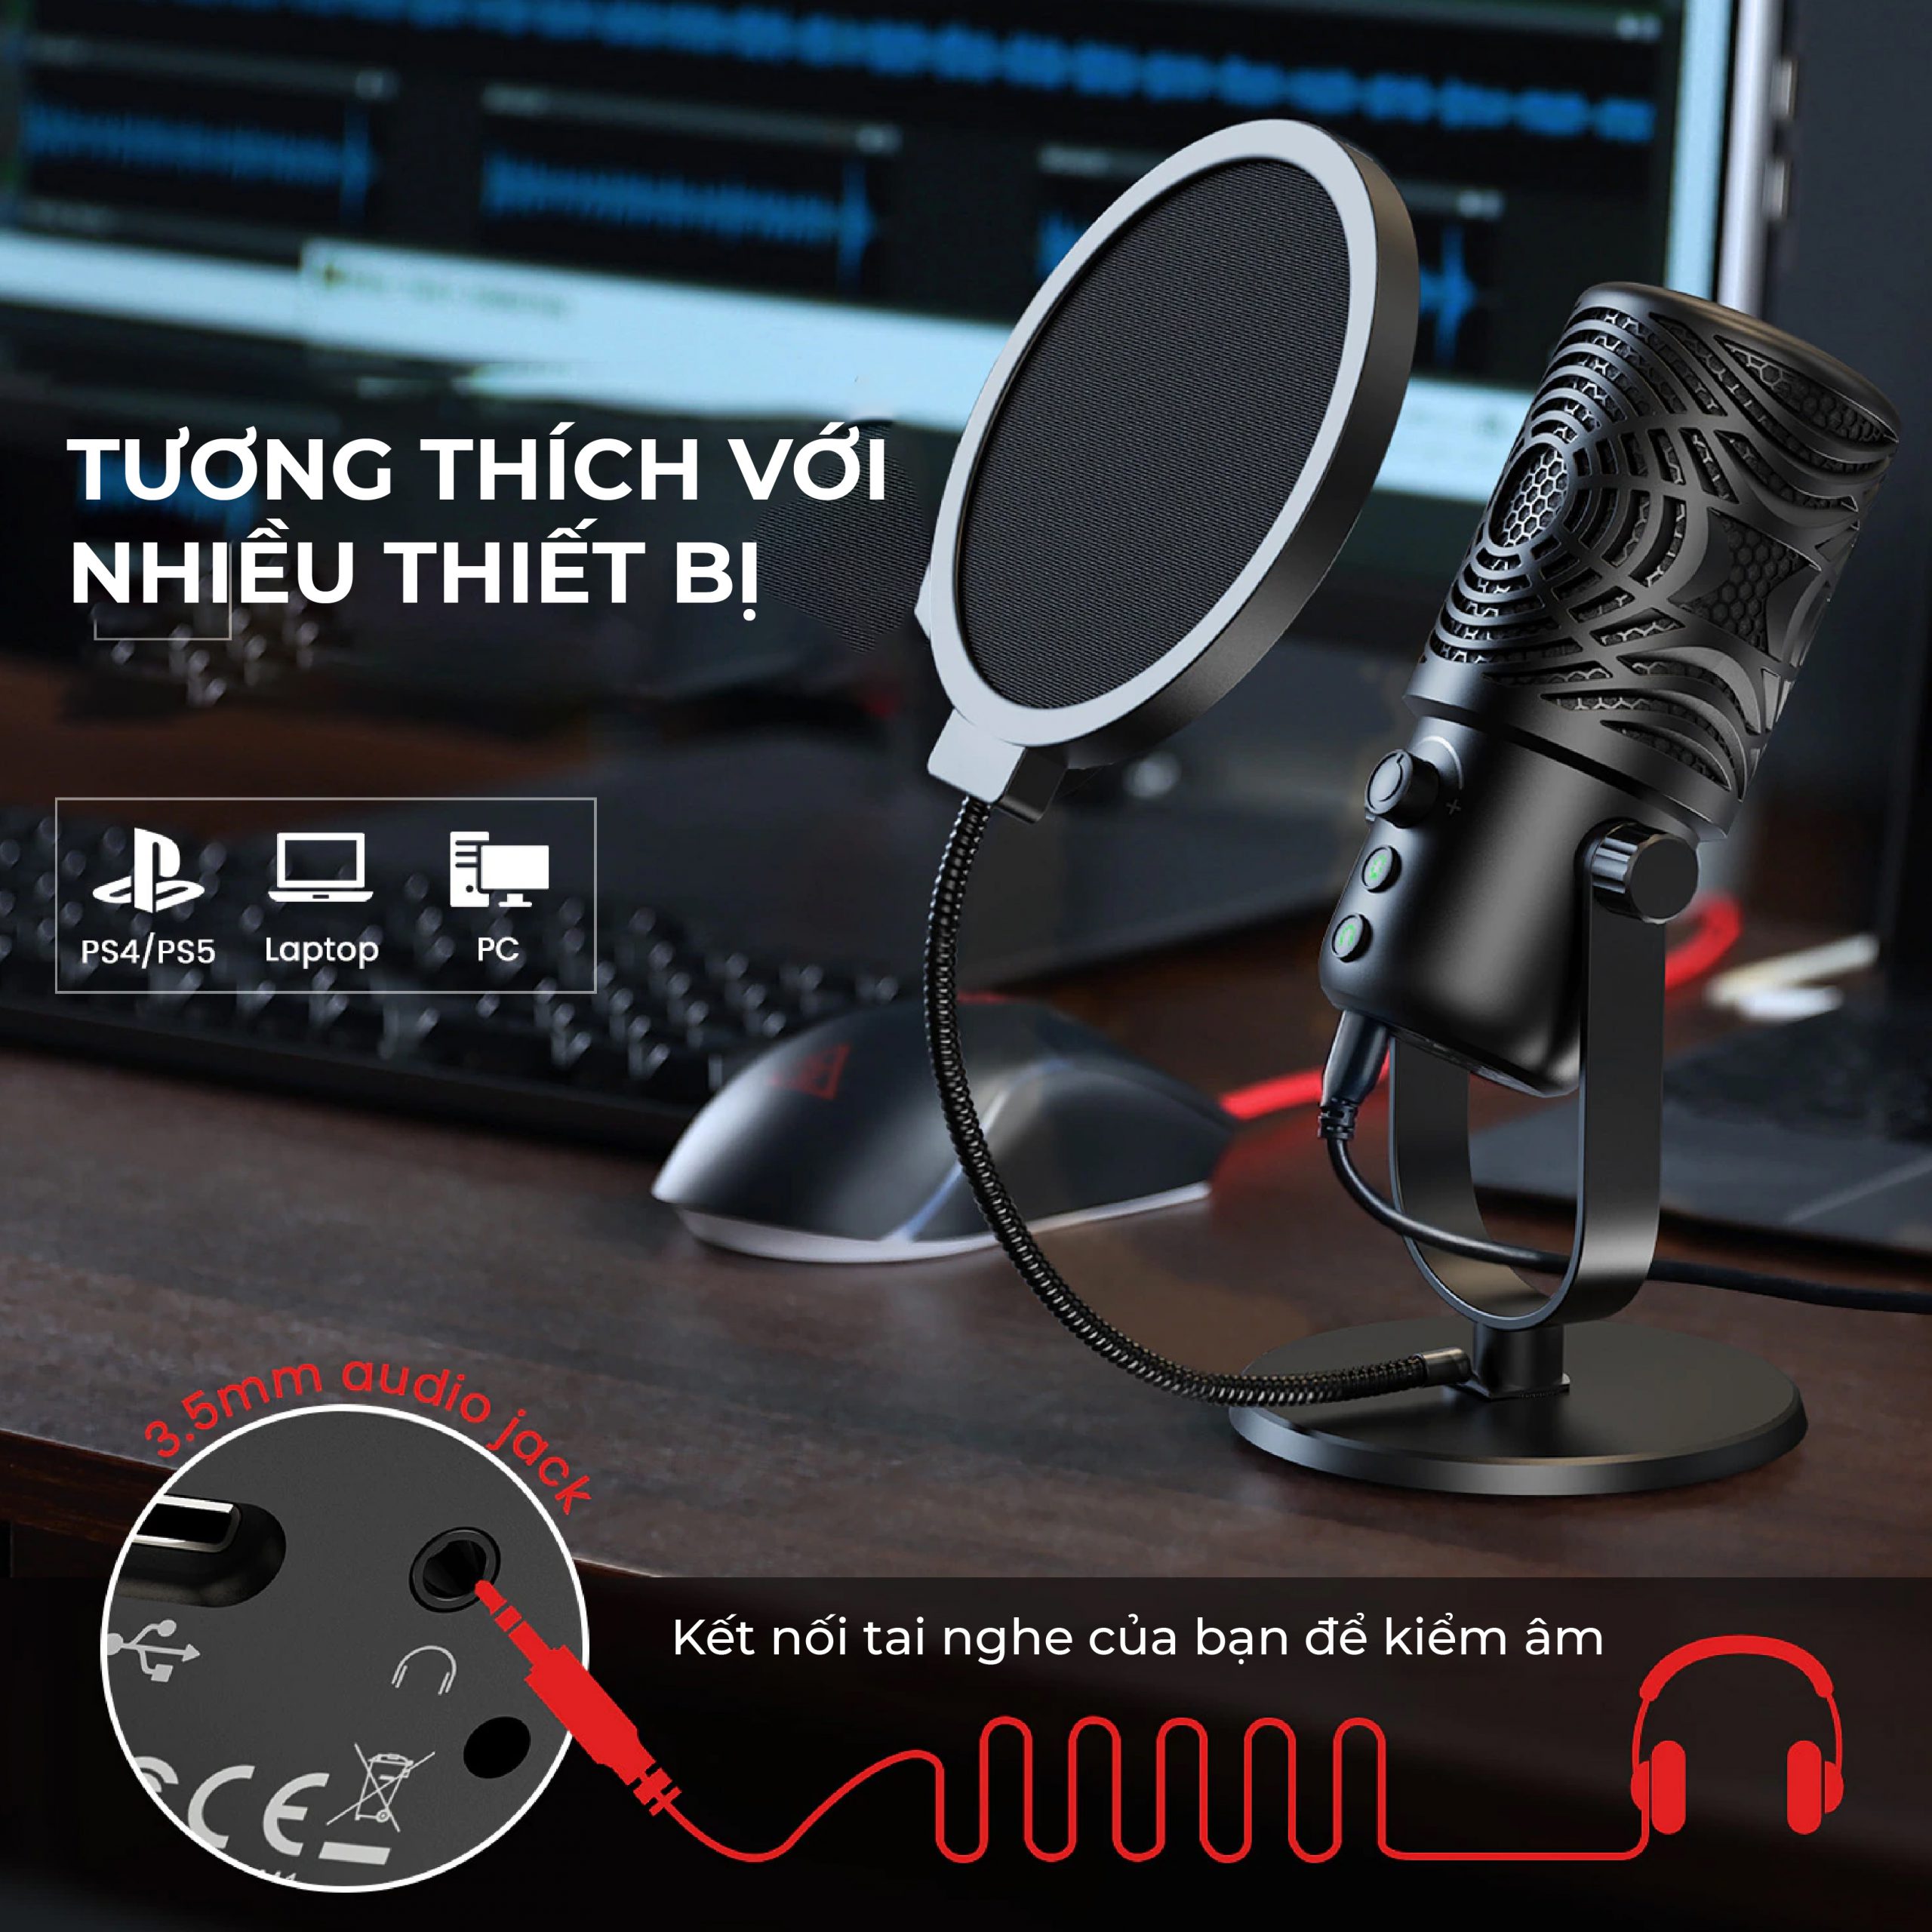 TƯƠNG THÍCH VỚI
NHIỀU THIẾT BỊ
PS4/PS5
Laptop
PC
3.5mm audio jack
Kết nối tai nghe của bạn để kiểm âm
CE